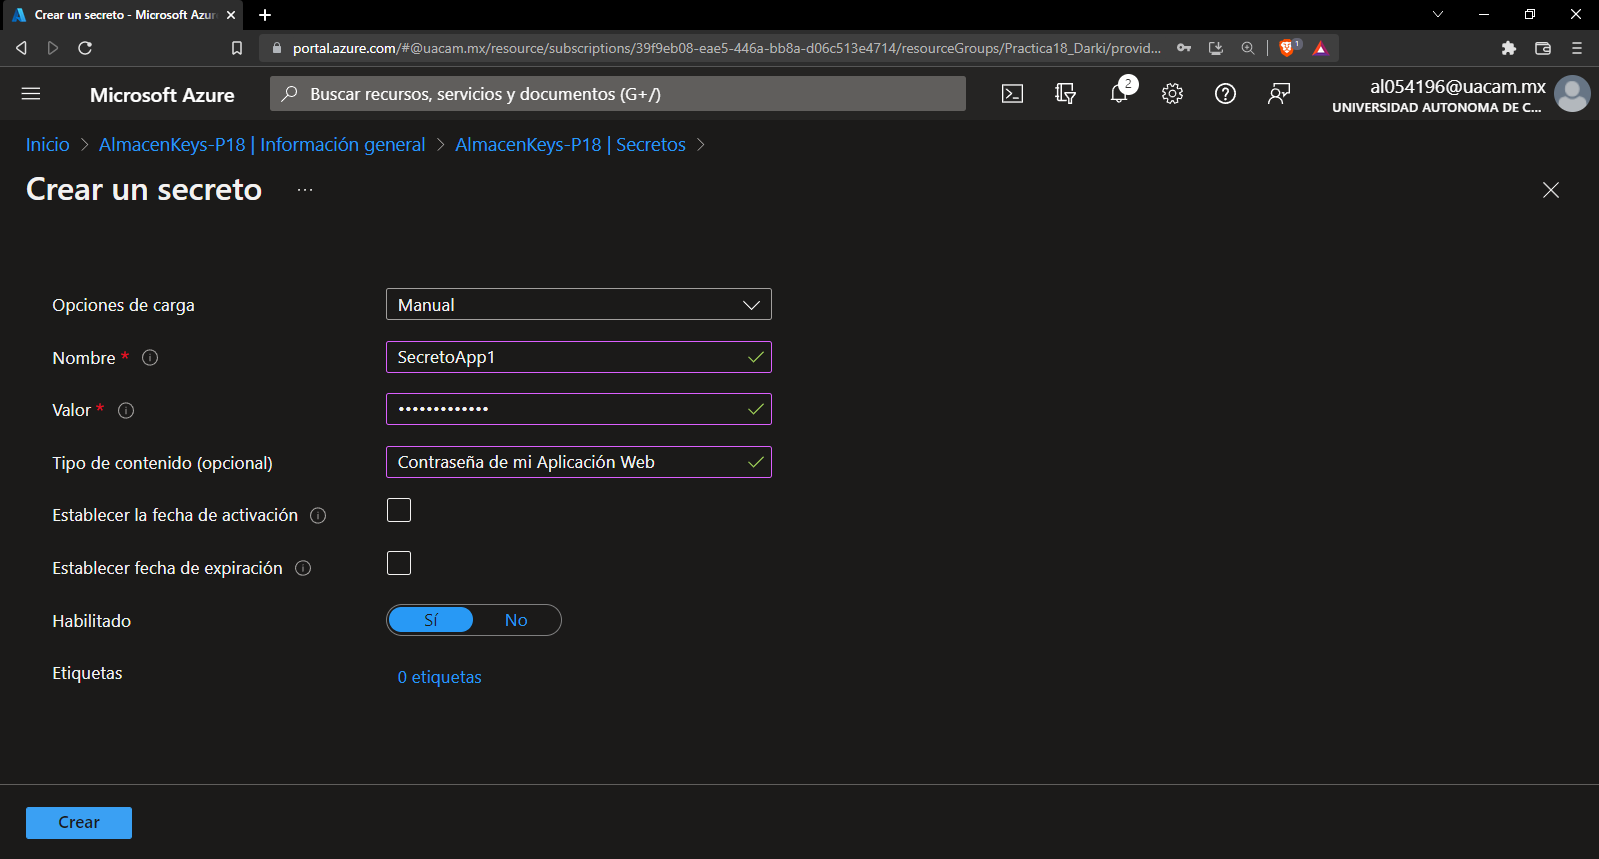 Crear un secreto - Microsoft Azur
portal.azure.com/#@uacam.mx/resource/subscriptions/39f9eb08-eae5-446a-bb8a-d06c513e4714/resourceGroups/Practica18_Darki/provid...
1
Microsoft Azure
Buscar recursos, servicios y documentos (G+/)
2
al054196@uacam.mx
UNIVERSIDAD AUTONOMA DE C...
Inicio > AlmacenKeys-P18 | Información general > AlmacenKeys-P18 | Secretos >
Crear un secreto ...
Opciones de carga Manual
Nombre * SecretoApp1
Valor * •••••••••••••
Tipo de contenido (opcional) Contraseña de mi Aplicación Web
Establecer la fecha de activación
Establecer fecha de expiración
Habilitado Sí No
Etiquetas 0 etiquetas
Crear